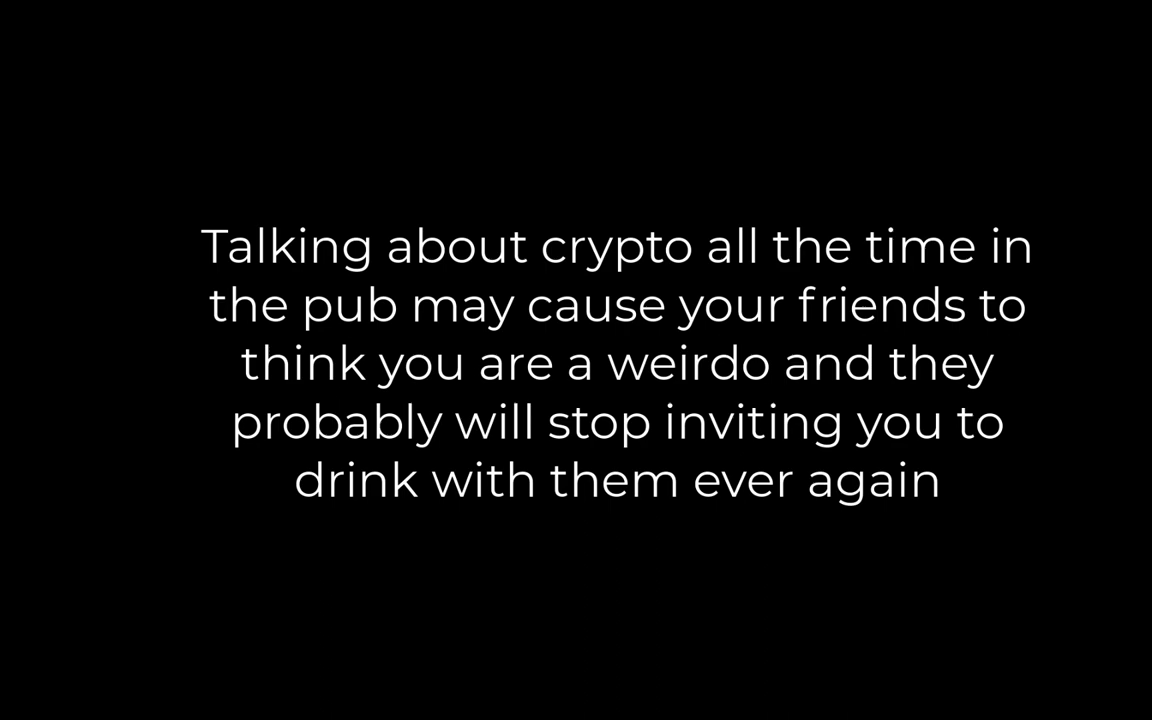 Talking about crypto all the time in
the pub may cause your friends to
think you are a weirdo and they
probably will stop inviting you to
drink with them ever again